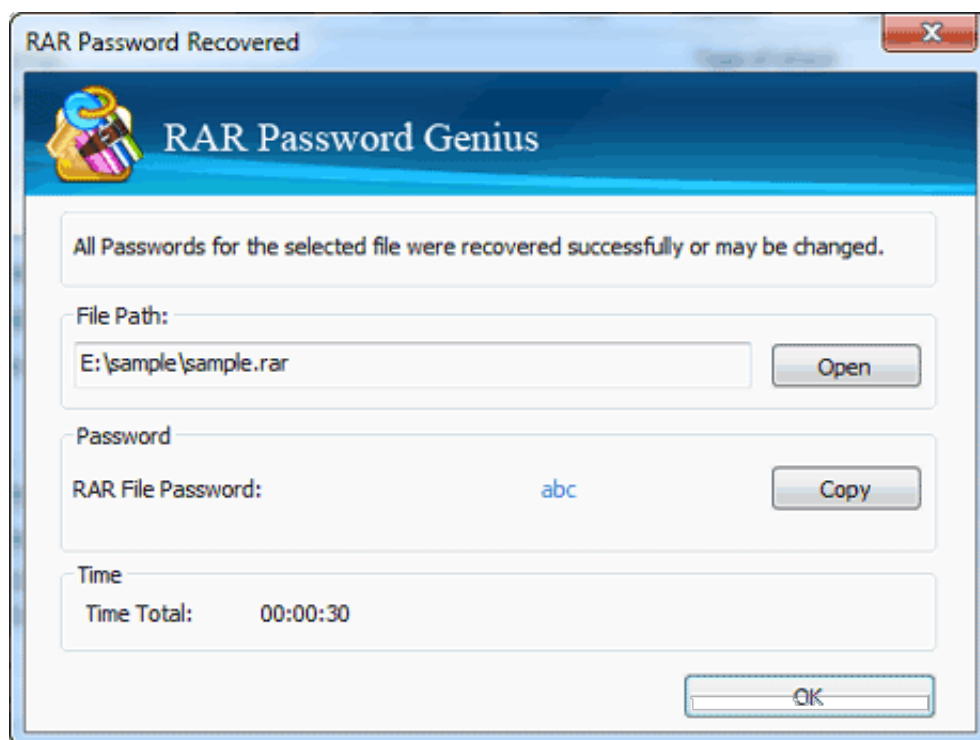 RAR Password Recovered
RAR Password Genius
All Passwords for the selected file were recovered successfully or may be changed.
File Path:
E:\sample\sample.rar
Open
Password
RAR File Password: abc Copy
Time
Time Total: 00:00:30
OK